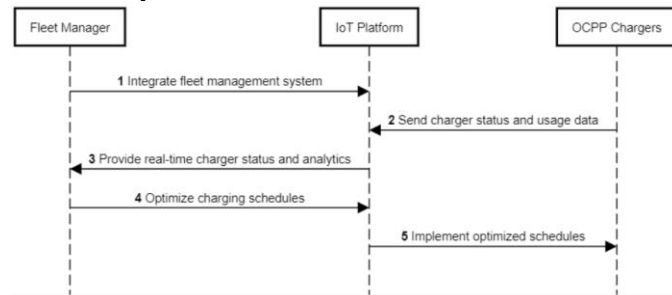 Fleet Manager
IoT Platform
OCPP Chargers
1 Integrate fleet management system
2 Send charger status and usage data
3 Provide real-time charger status and analytics
4 Optimize charging schedules
5 Implement optimized schedules